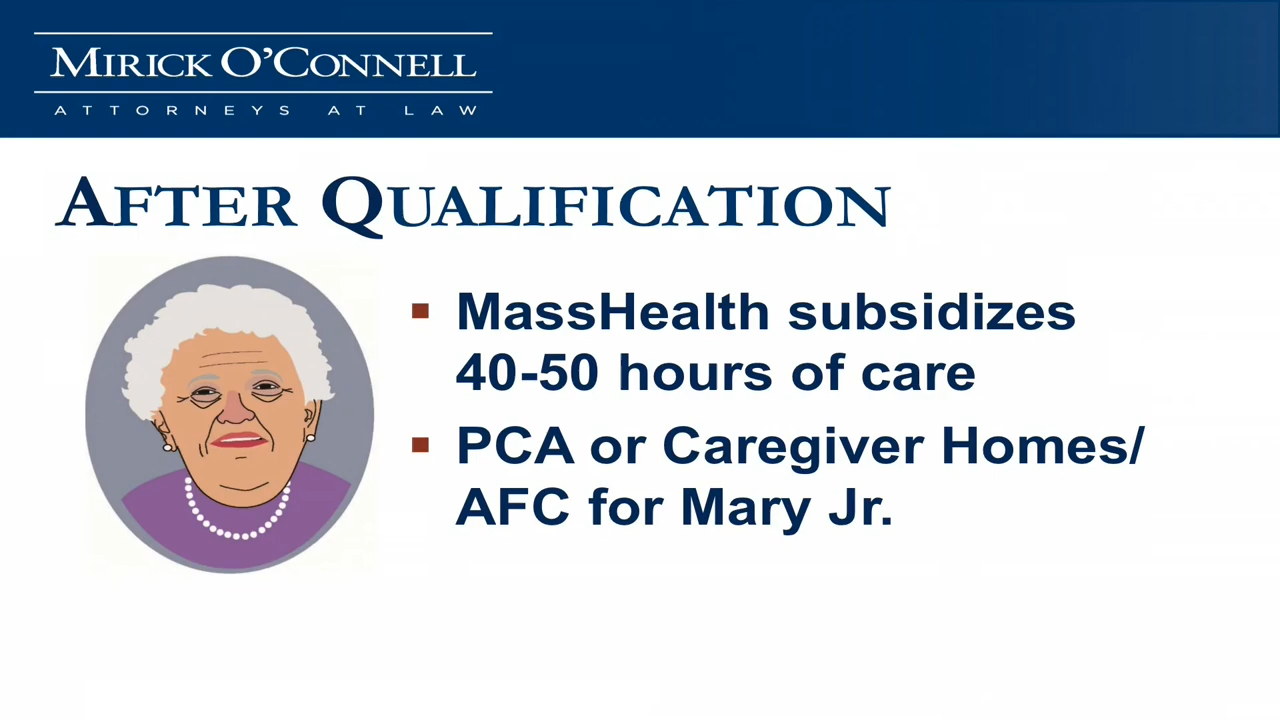 MIRICK O'CONNELL
ATTORNEYS AT LAW
AFTER QUALIFICATION
▪ MassHealth subsidizes
40-50 hours of care
▪ PCA or Caregiver Homes/
AFC for Mary Jr.